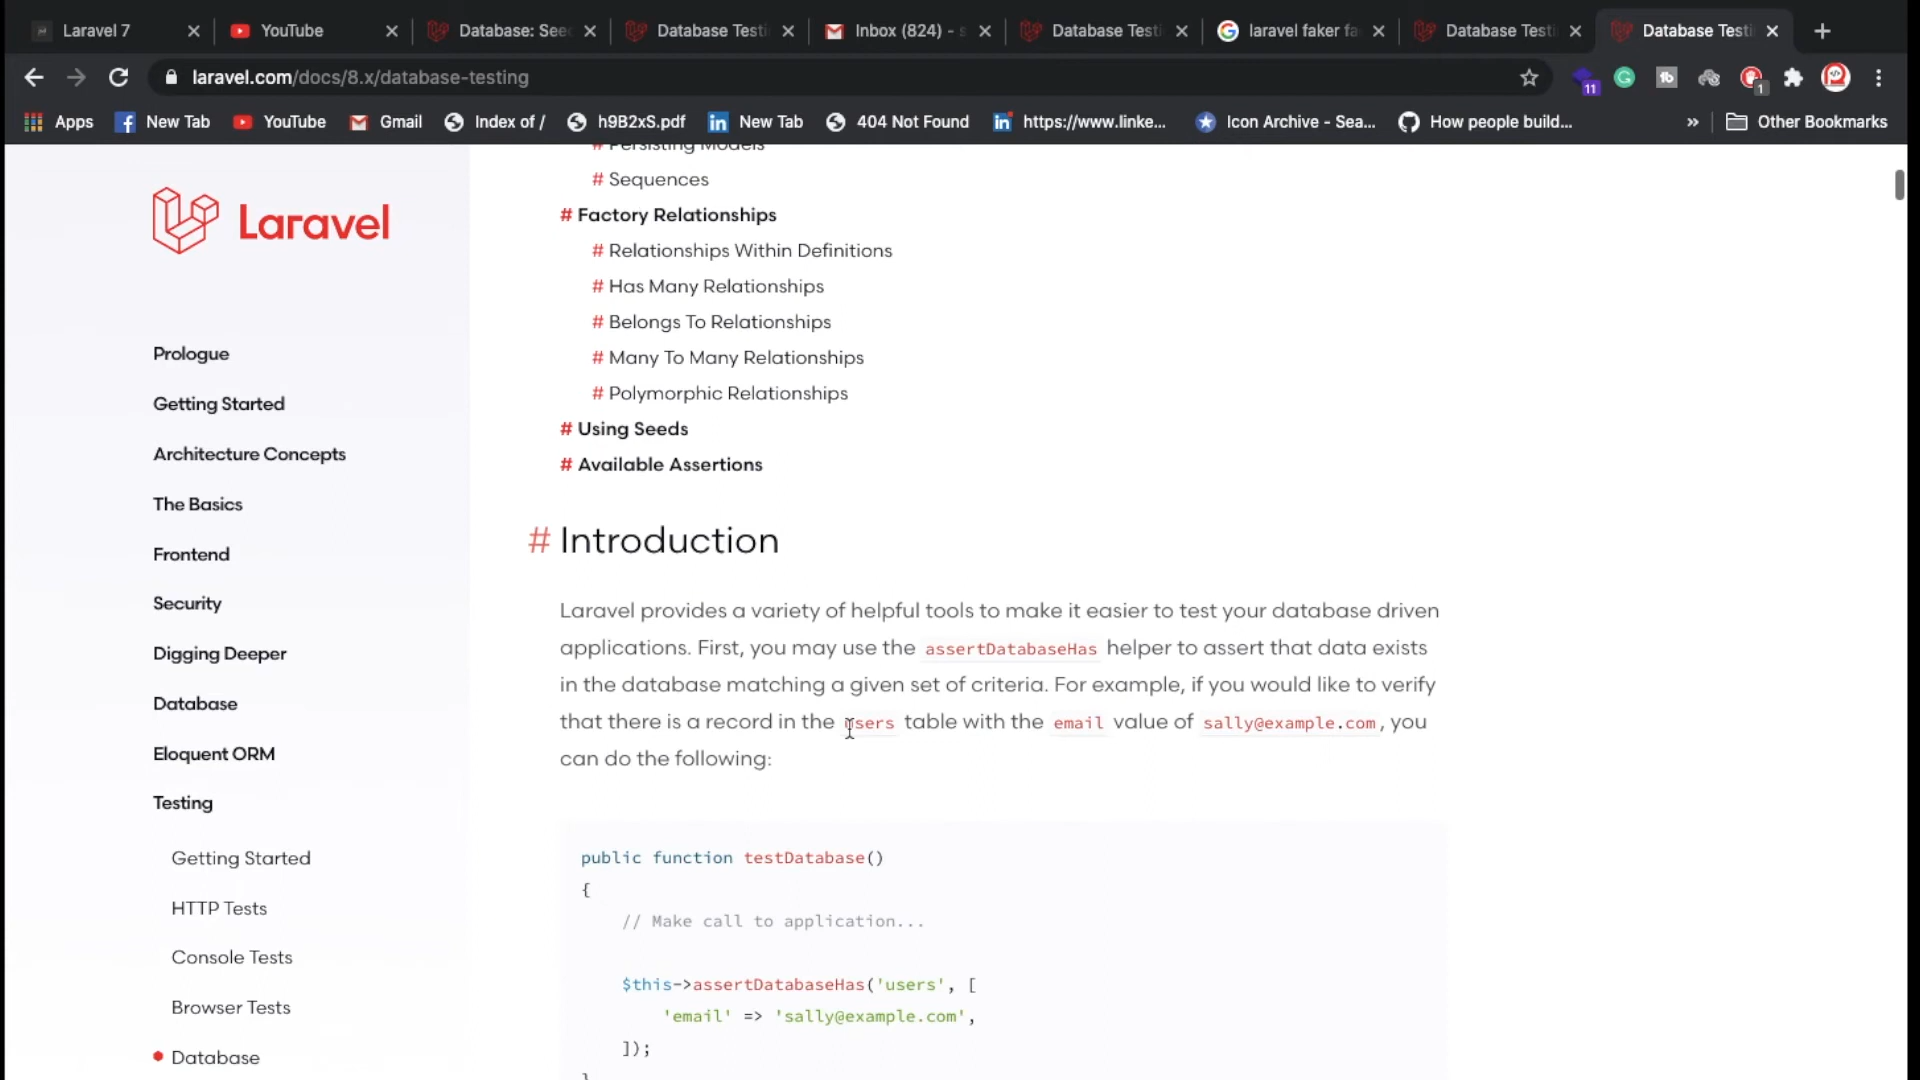 Laravel 7
YouTube
Database: See
Database Testi
Inbox (824) - s
Database Testi
laravel faker fa
Database Testi
Database Testi
laravel.com/docs/8.x/database-testing
11
1
Apps
New Tab
YouTube
Gmail
Index of /
h9B2xS.pdf
New Tab
404 Not Found
https://www.linke...
Icon Archive - Sea...
How people build...
»
Other Bookmarks
Laravel
Prologue
Getting Started
Architecture Concepts
The Basics
Frontend
Security
Digging Deeper
Database
Eloquent ORM
Testing
Getting Started
HTTP Tests
Console Tests
Browser Tests
Database
# Persisting Models
# Sequences
# Factory Relationships
# Relationships Within Definitions
# Has Many Relationships
# Belongs To Relationships
# Many To Many Relationships
# Polymorphic Relationships
# Using Seeds
# Available Assertions
# Introduction
Laravel provides a variety of helpful tools to make it easier to test your database driven
applications. First, you may use the assertDatabaseHas helper to assert that data exists
in the database matching a given set of criteria. For example, if you would like to verify
that there is a record in the users table with the email value of sally@example.com, you
can do the following:
public function testDatabase()
{
// Make call to application...
$this->assertDatabaseHas('users', [
'email' => 'sally@example.com',
]);
}